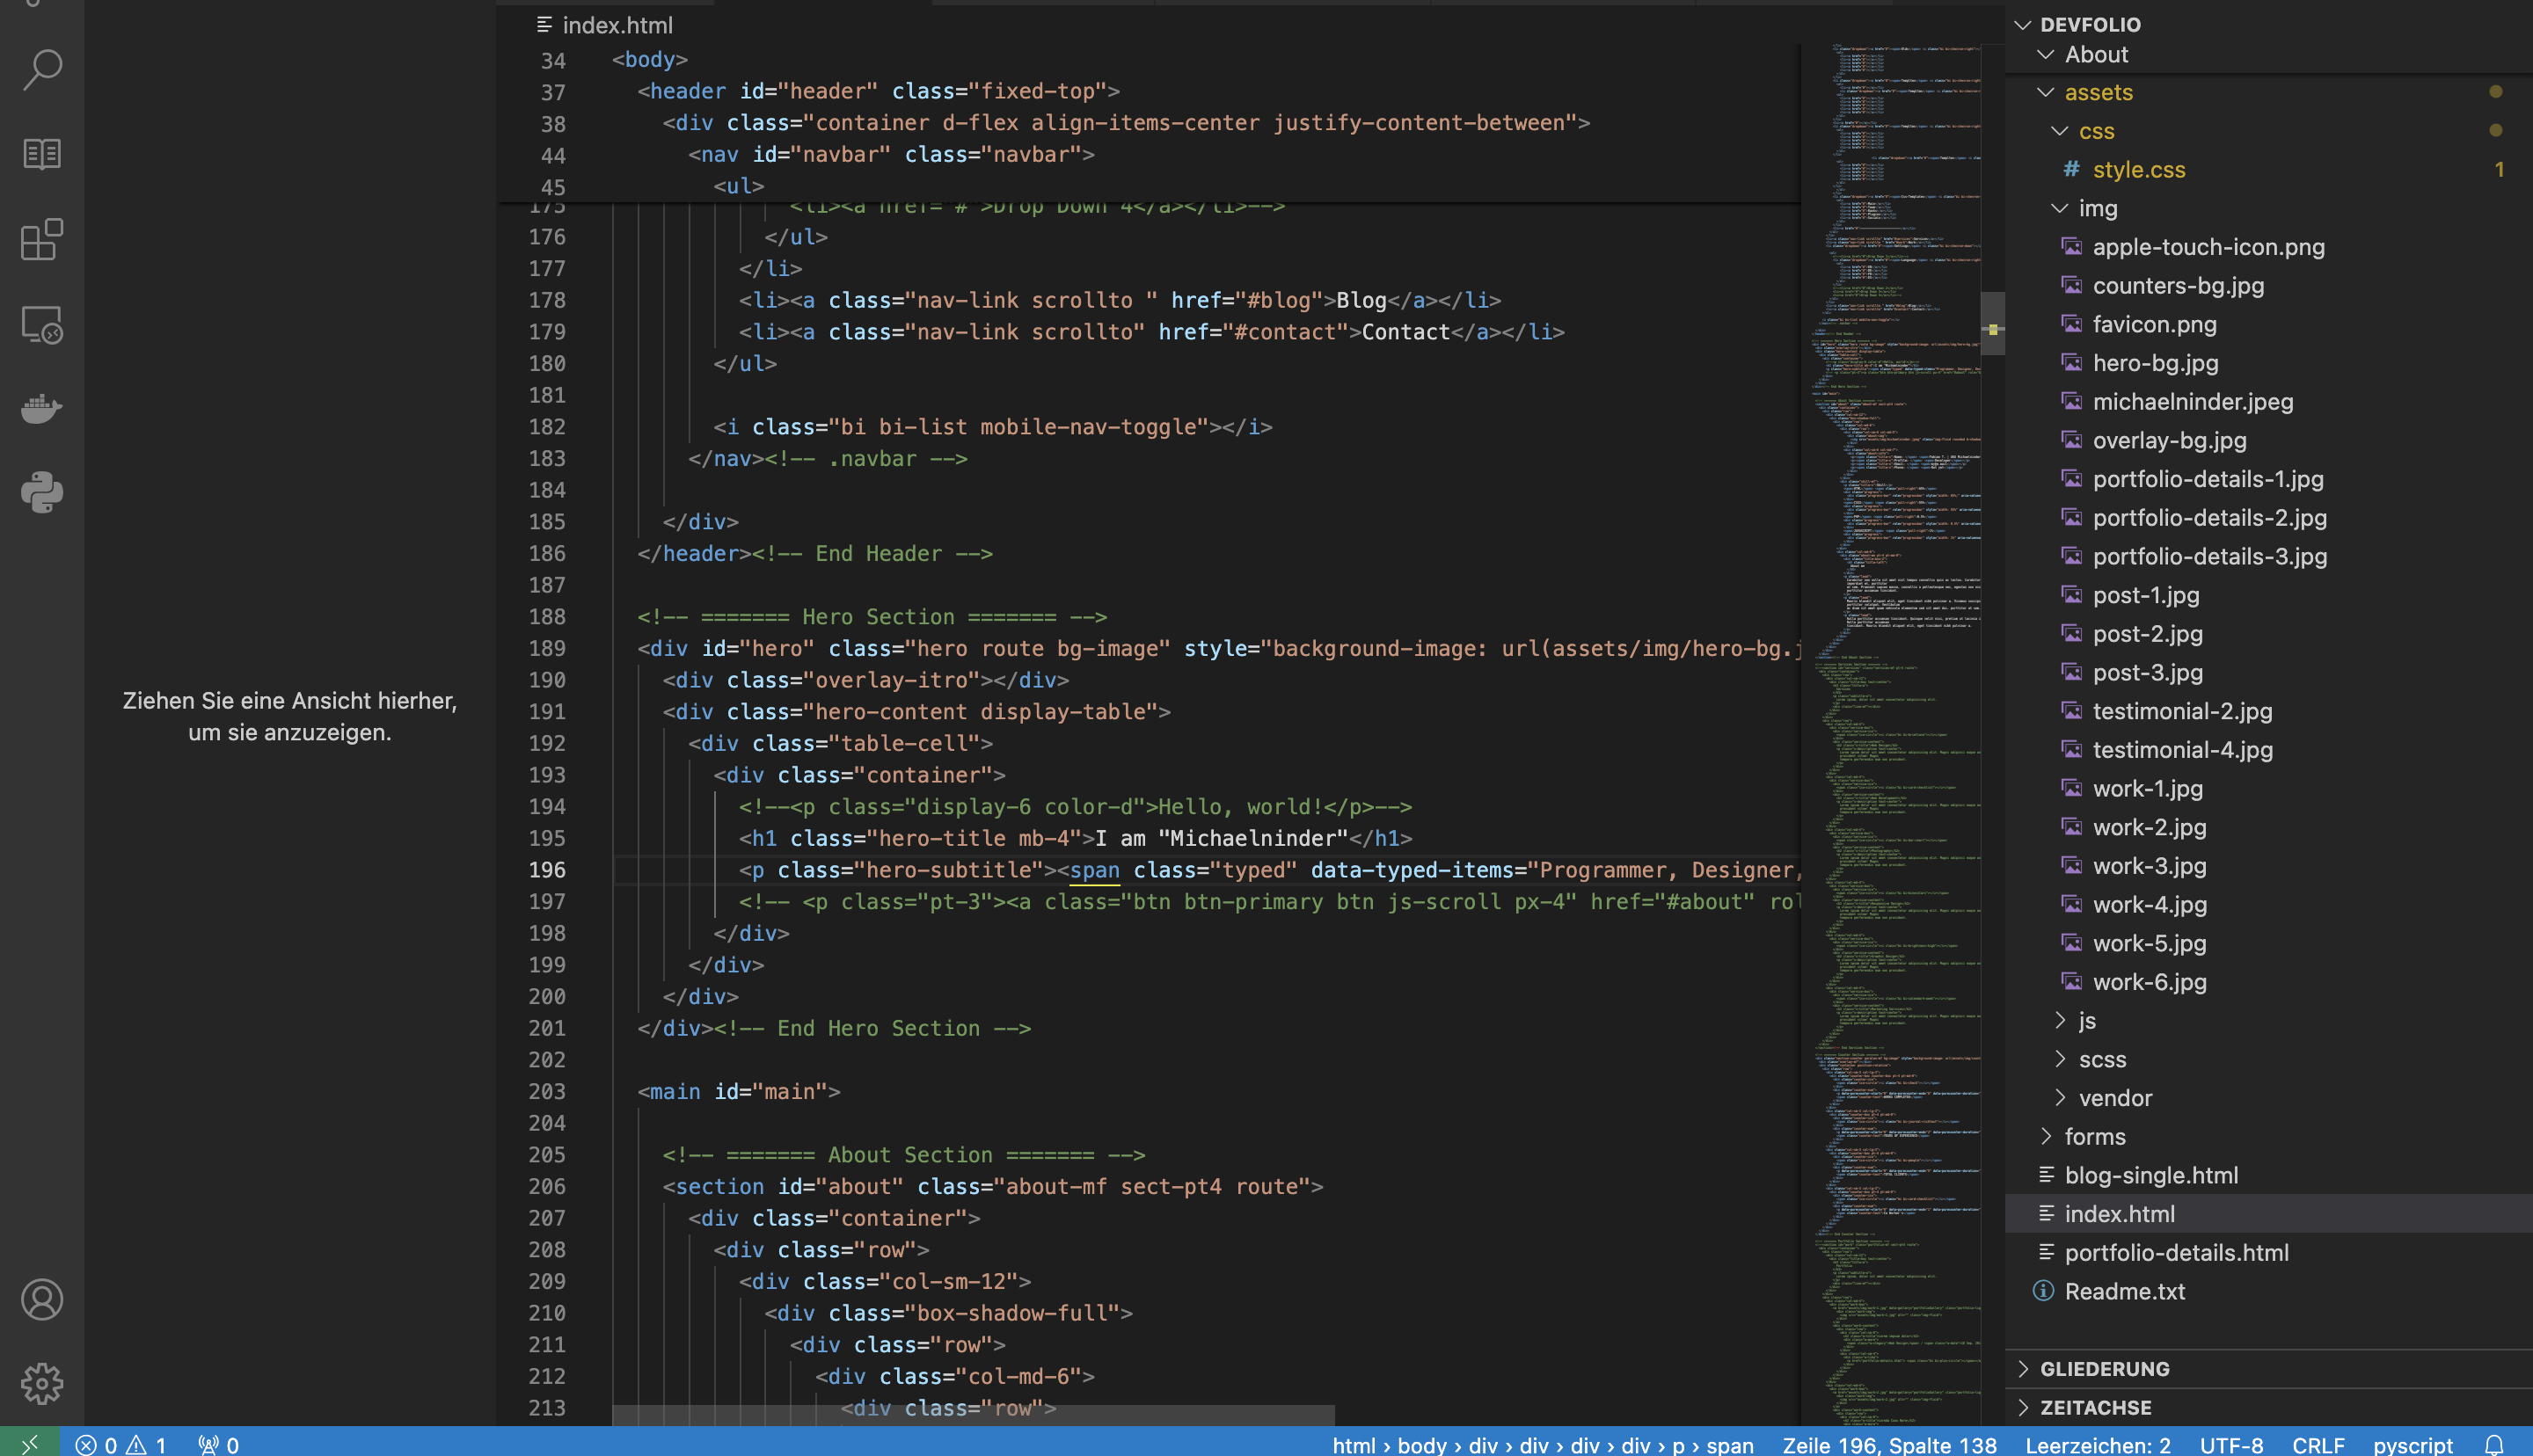 index.html
34 <body>
37 <header id="header" class="fixed-top">
38 <div class="container d-flex align-items-center justify-content-between">
44 <nav id="navbar" class="navbar">
45 <ul>
175 <li><a href="#">Drop Down 4</a></li>-->
176 </ul>
177 </li>
178 <li><a class="nav-link scrollto " href="#blog">Blog</a></li>
179 <li><a class="nav-link scrollto" href="#contact">Contact</a></li>
180 </ul>
181
182 <i class="bi bi-list mobile-nav-toggle"></i>
183 </nav><!-- .navbar -->
184
185 </div>
186 </header><!-- End Header -->
187
188 <!-- ======= Hero Section ======= -->
189 <div id="hero" class="hero route bg-image" style="background-image: url(assets/img/hero-bg.j
190 <div class="overlay-itro"></div>
191 <div class="hero-content display-table">
192 <div class="table-cell">
193 <div class="container">
194 <!--<p class="display-6 color-d">Hello, world!</p>-->
195 <h1 class="hero-title mb-4">I am "Michaelninder"</h1>
196 <p class="hero-subtitle"><span class="typed" data-typed-items="Programmer, Designer,
197 <!-- <p class="pt-3"><a class="btn btn-primary btn js-scroll px-4" href="#about" rol
198 </div>
199 </div>
200 </div>
201 </div><!-- End Hero Section -->
202
203 <main id="main">
204
205 <!-- ======= About Section ======= -->
206 <section id="about" class="about-mf sect-pt4 route">
207 <div class="container">
208 <div class="row">
209 <div class="col-sm-12">
210 <div class="box-shadow-full">
211 <div class="row">
212 <div class="col-md-6">
213 <div class="row">
Ziehen Sie eine Ansicht hierher,
um sie anzuzeigen.
DEVFOLIO
About
assets
css
# style.css 1
img
apple-touch-icon.png
counters-bg.jpg
favicon.png
hero-bg.jpg
michaelninder.jpeg
overlay-bg.jpg
portfolio-details-1.jpg
portfolio-details-2.jpg
portfolio-details-3.jpg
post-1.jpg
post-2.jpg
post-3.jpg
testimonial-2.jpg
testimonial-4.jpg
work-1.jpg
work-2.jpg
work-3.jpg
work-4.jpg
work-5.jpg
work-6.jpg
js
scss
vendor
forms
blog-single.html
index.html
portfolio-details.html
Readme.txt
GLIEDERUNG
ZEITACHSE
0 1 0 html › body › div › div › div › div › p › span Zeile 196, Spalte 138 Leerzeichen: 2 UTF-8 CRLF pyscript